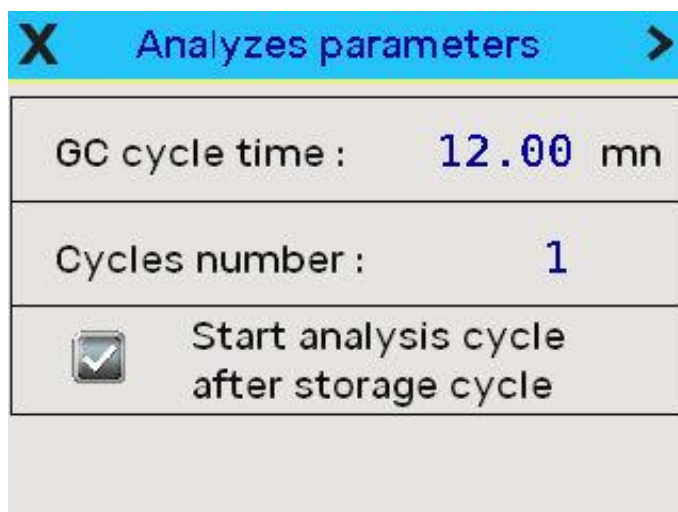 X Analyzes parameters >
GC cycle time : 12.00 mn
Cycles number : 1
Start analysis cycle
after storage cycle